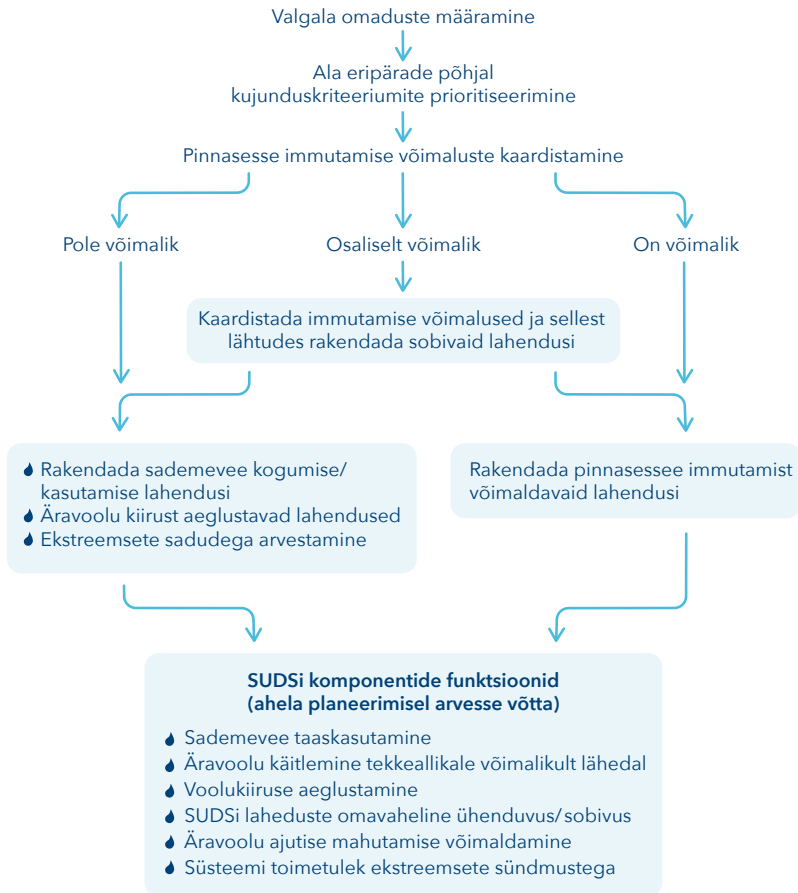 Valgala omaduste määramine
Ala eripärade põhjal
kujunduskriteeriumite prioritiseerimine
Pinnasesse immutamise võimaluste kaardistamine
Pole võimalik
Osaliselt võimalik
On võimalik
Kaardistada immutamise võimalused ja sellest
lähtudes rakendada sobivaid lahendusi
Rakendada sademevee kogumise/
kasutamise lahendusi
Äravoolu kiirust aeglustavad lahendused
Ekstreemsete sadudega arvestamine
Rakendada pinnasessee immutamist
võimaldavaid lahendusi
SUDSi komponentide funktsioonid
(ahela planeerimisel arvesse võtta)
Sademevee taaskasutamine
Äravoolu käitlemine tekkeallikale võimalikult lähedal
Voolukiiruse aeglustamine
SUDSi laheduste omavaheline ühenduvus/sobivus
Äravoolu ajutise mahutamise võimaldamine
Süsteemi toimetulek ekstreemsete sündmustega